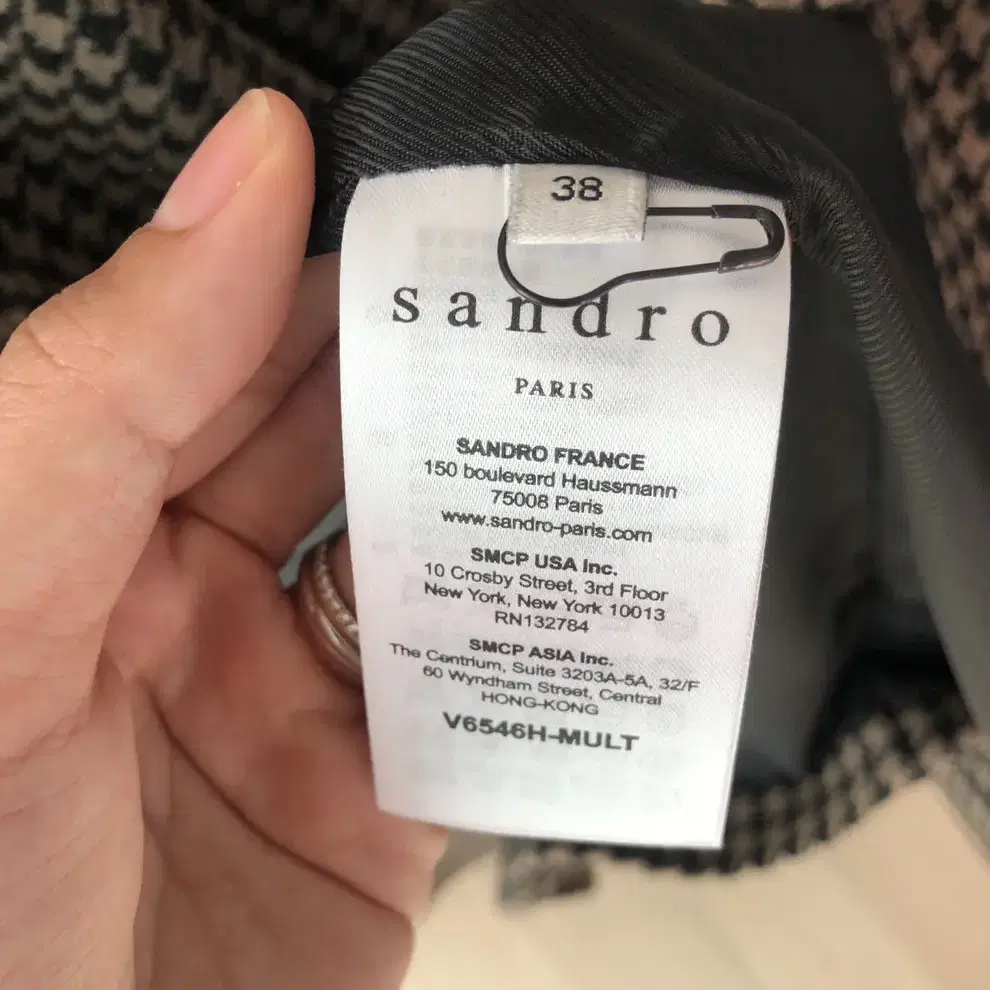 38
sandro
PARIS
SANDRO FRANCE
150 boulevard Haussmann
75008 Paris
www.sandro-paris.com
SMCP USA Inc.
10 Crosby Street, 3rd Floor
New York, New York 10013
RN132784
SMCP ASIA Inc.
The Centrium, Suite 3203A-5A, 32/F
60 Wyndham Street, Central
HONG-KONG
V6546H-MULT